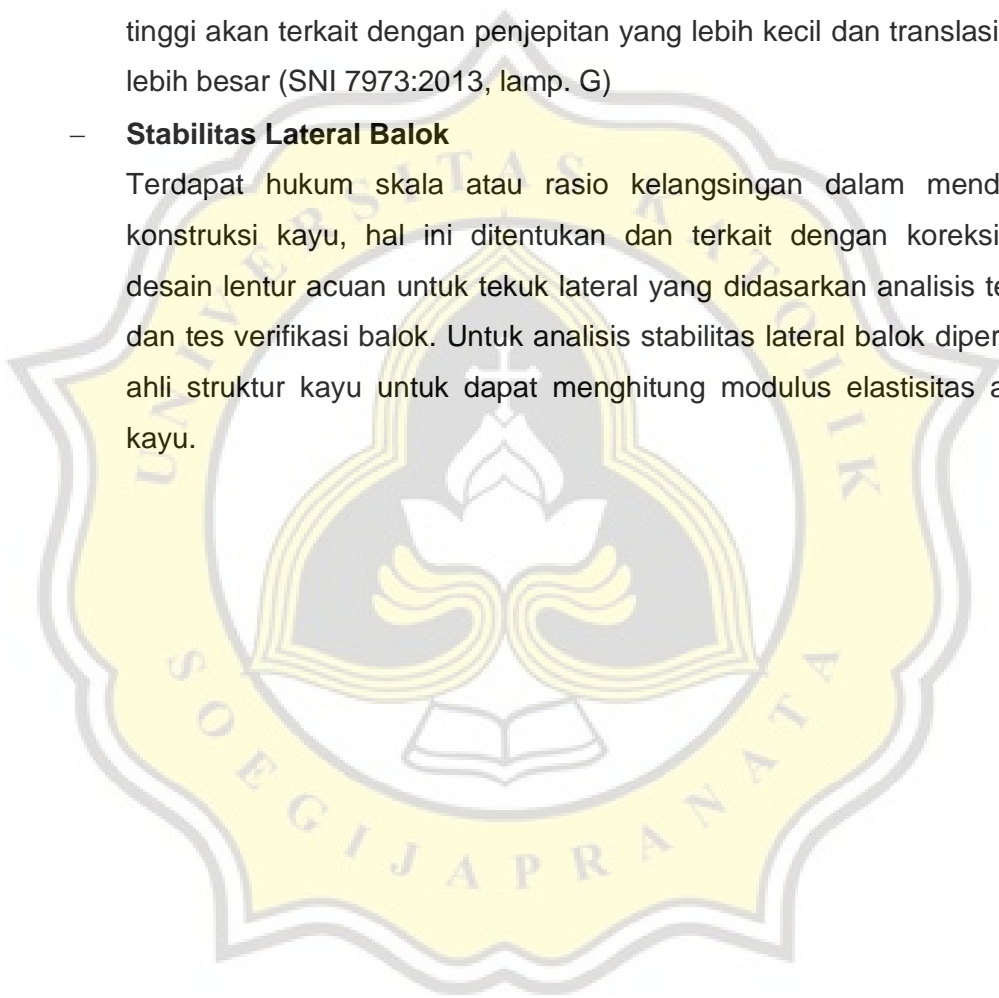 tinggi akan terkait dengan penjepitan yang lebih kecil dan translasi
lebih besar (SNI 7973:2013, lamp. G)
– Stabilitas Lateral Balok
Terdapat hukum skala atau rasio kelangsingan dalam mend
konstruksi kayu, hal ini ditentukan dan terkait dengan koreksi
desain lentur acuan untuk tekuk lateral yang didasarkan analisis te
dan tes verifikasi balok. Untuk analisis stabilitas lateral balok diper
ahli struktur kayu untuk dapat menghitung modulus elastisitas a
kayu.
UNIVERSITAS KATOLIK
SOEGIJAPRANATA